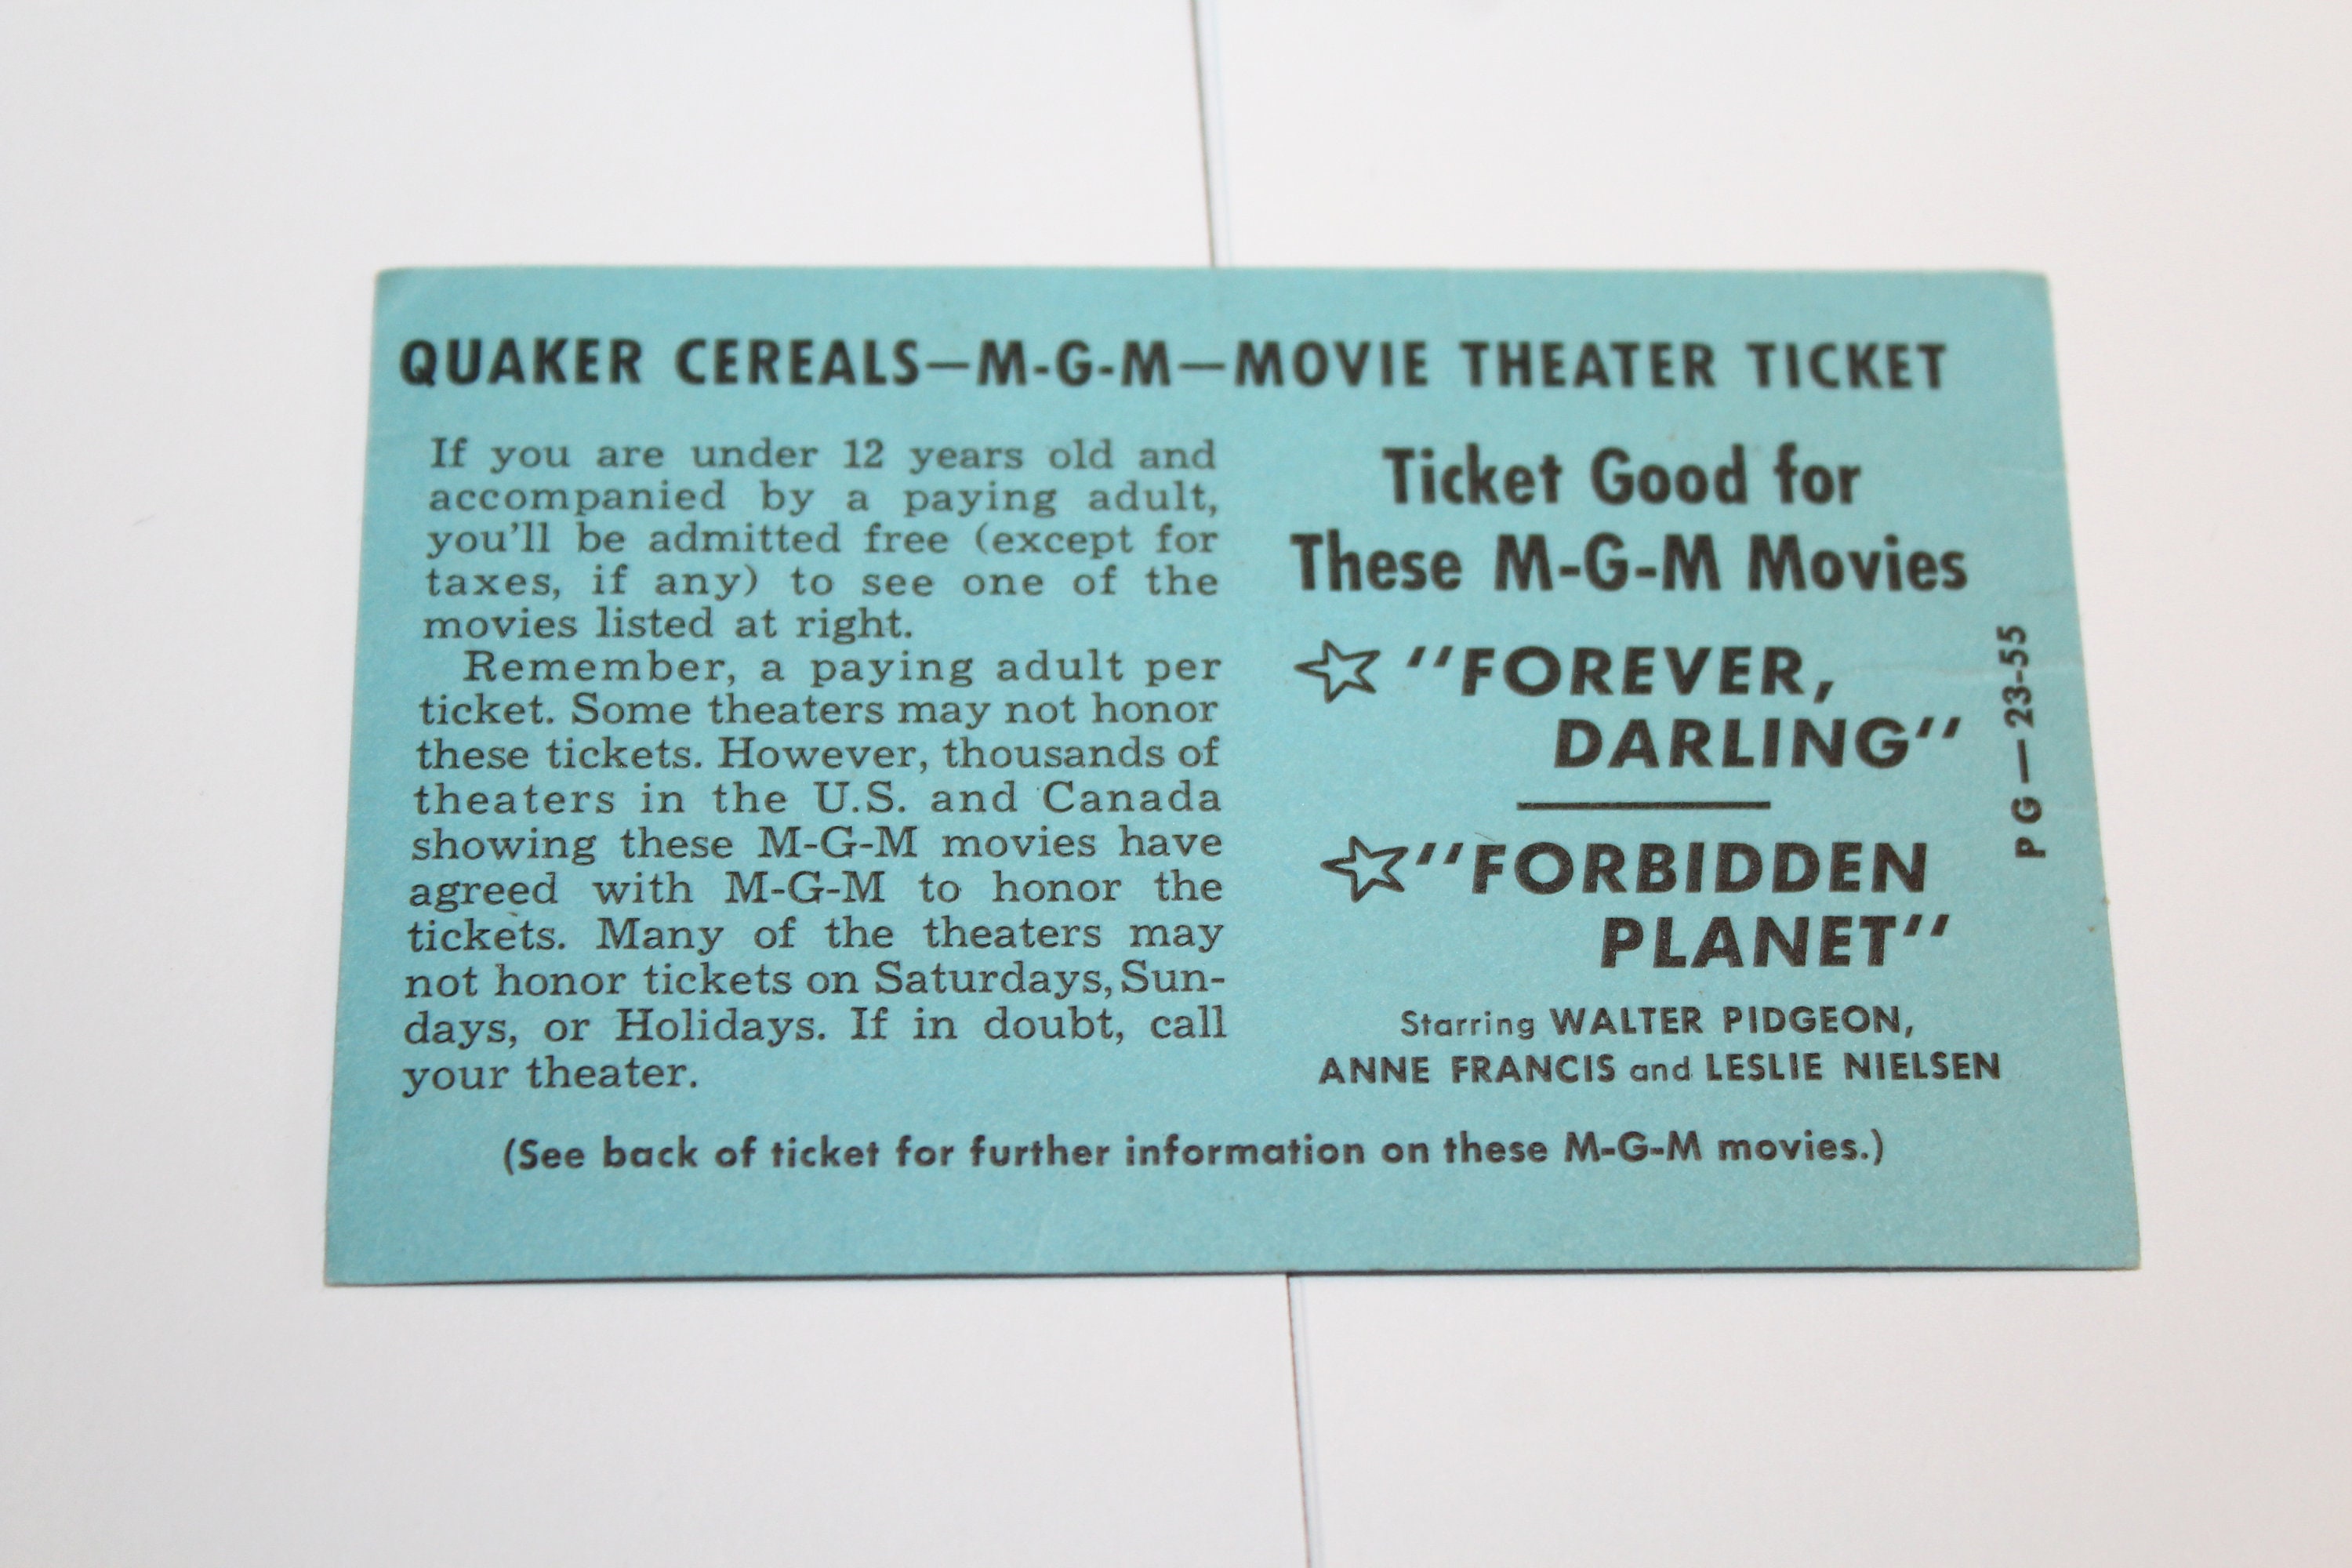 QUAKER CEREALS—M-G-M—MOVIE THEATER TICKET
If you are under 12 years old and
accompanied by a paying adult,
you'll be admitted free (except for
taxes, if any) to see one of the
movies listed at right.
Remember, a paying adult per
ticket. Some theaters may not honor
these tickets. However, thousands of
theaters in the U.S. and Canada
showing these M-G-M movies have
agreed with M-G-M to honor the
tickets. Many of the theaters may
not honor tickets on Saturdays, Sun-
days, or Holidays. If in doubt, call
your theater.
Ticket Good for
These M-G-M Movies
☆ "FOREVER,
DARLING"
☆ "FORBIDDEN
PLANET"
Starring WALTER PIDGEON,
ANNE FRANCIS and LESLIE NIELSEN
PG—23-55
(See back of ticket for further information on these M-G-M movies.)